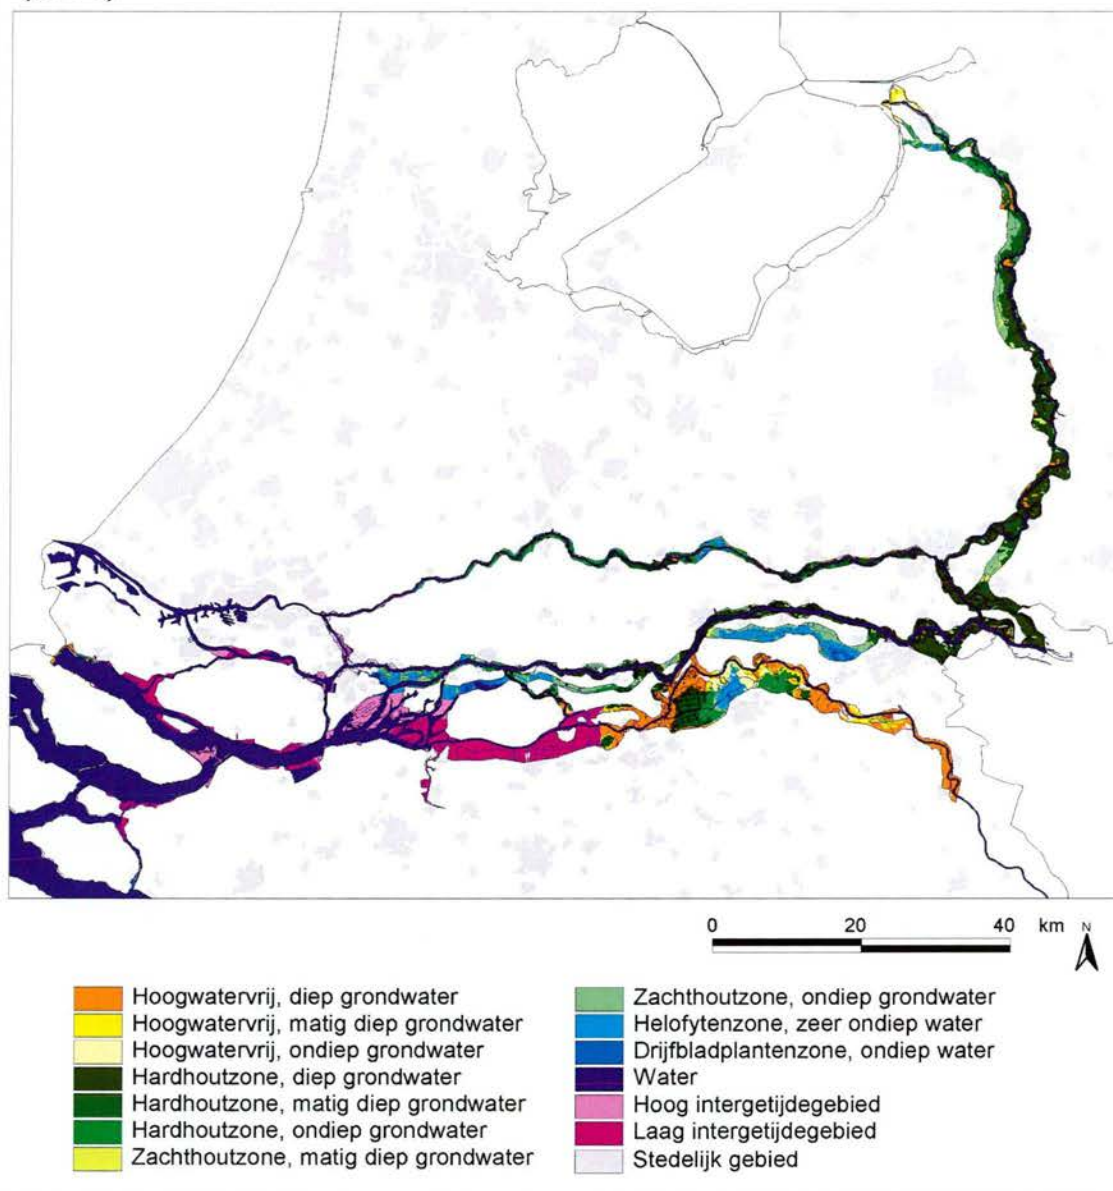 0 20 40 km N
Hoogwatervrij, diep grondwater
Hoogwatervrij, matig diep grondwater
Hoogwatervrij, ondiep grondwater
Hardhoutzone, diep grondwater
Hardhoutzone, matig diep grondwater
Hardhoutzone, ondiep grondwater
Zachthoutzone, matig diep grondwater
Zachthoutzone, ondiep grondwater
Helofytenzone, zeer ondiep water
Drijfbladplantenzone, ondiep water
Water
Hoog intergetijdegebied
Laag intergetijdegebied
Stedelijk gebied